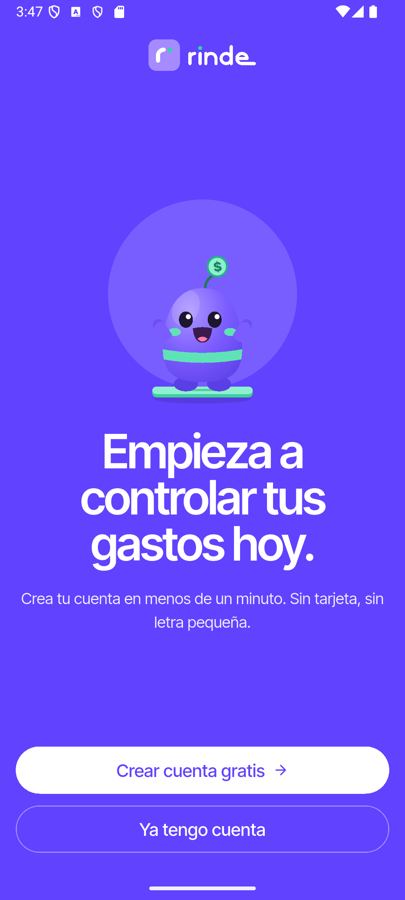 3:47
A
r rinde
$
Empieza a
controlar tus
gastos hoy.
Crea tu cuenta en menos de un minuto. Sin tarjeta, sin
letra pequeña.
Crear cuenta gratis →
Ya tengo cuenta